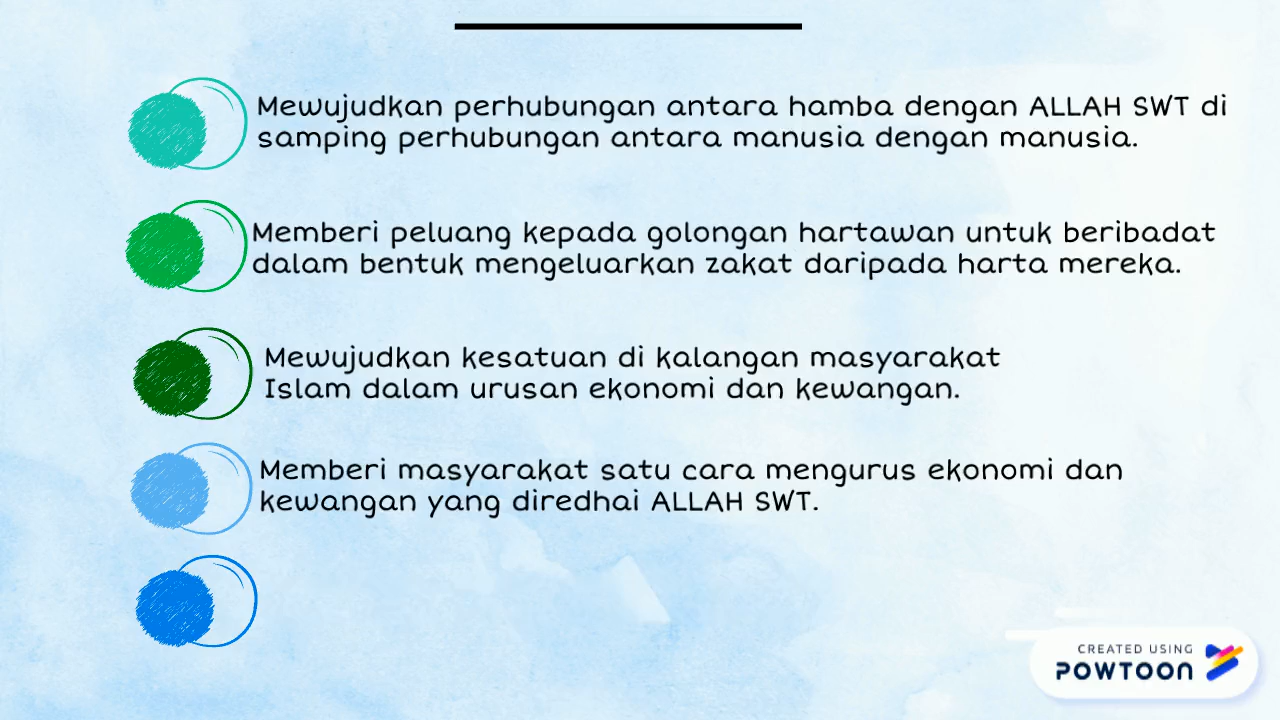 Mewujudkan perhubungan antara hamba dengan ALLAH SWT di
samping perhubungan antara manusia dengan manusia.
Memberi peluang kepada golongan hartawan untuk beribadat
dalam bentuk mengeluarkan zakat daripada harta mereka.
Mewujudkan kesatuan di kalangan masyarakat
Islam dalam urusan ekonomi dan kewangan.
Memberi masyarakat satu cara mengurus ekonomi dan
kewangan yang diredhai ALLAH SWT.
CREATED USING
POWTOON